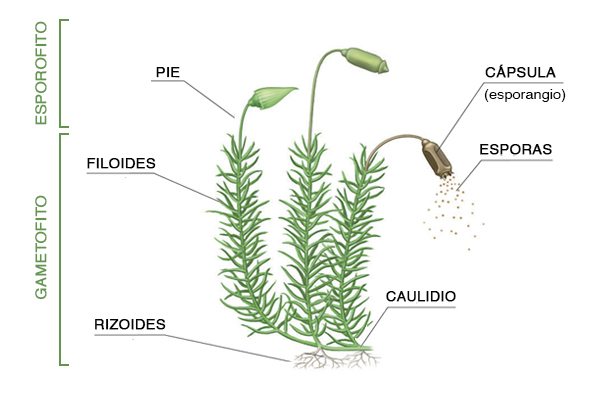 ESPOROFITO
PIE
CÁPSULA
(esporangio)
ESPORAS
GAMETOFITO
FILOIDES
CAULIDIO
RIZOIDES